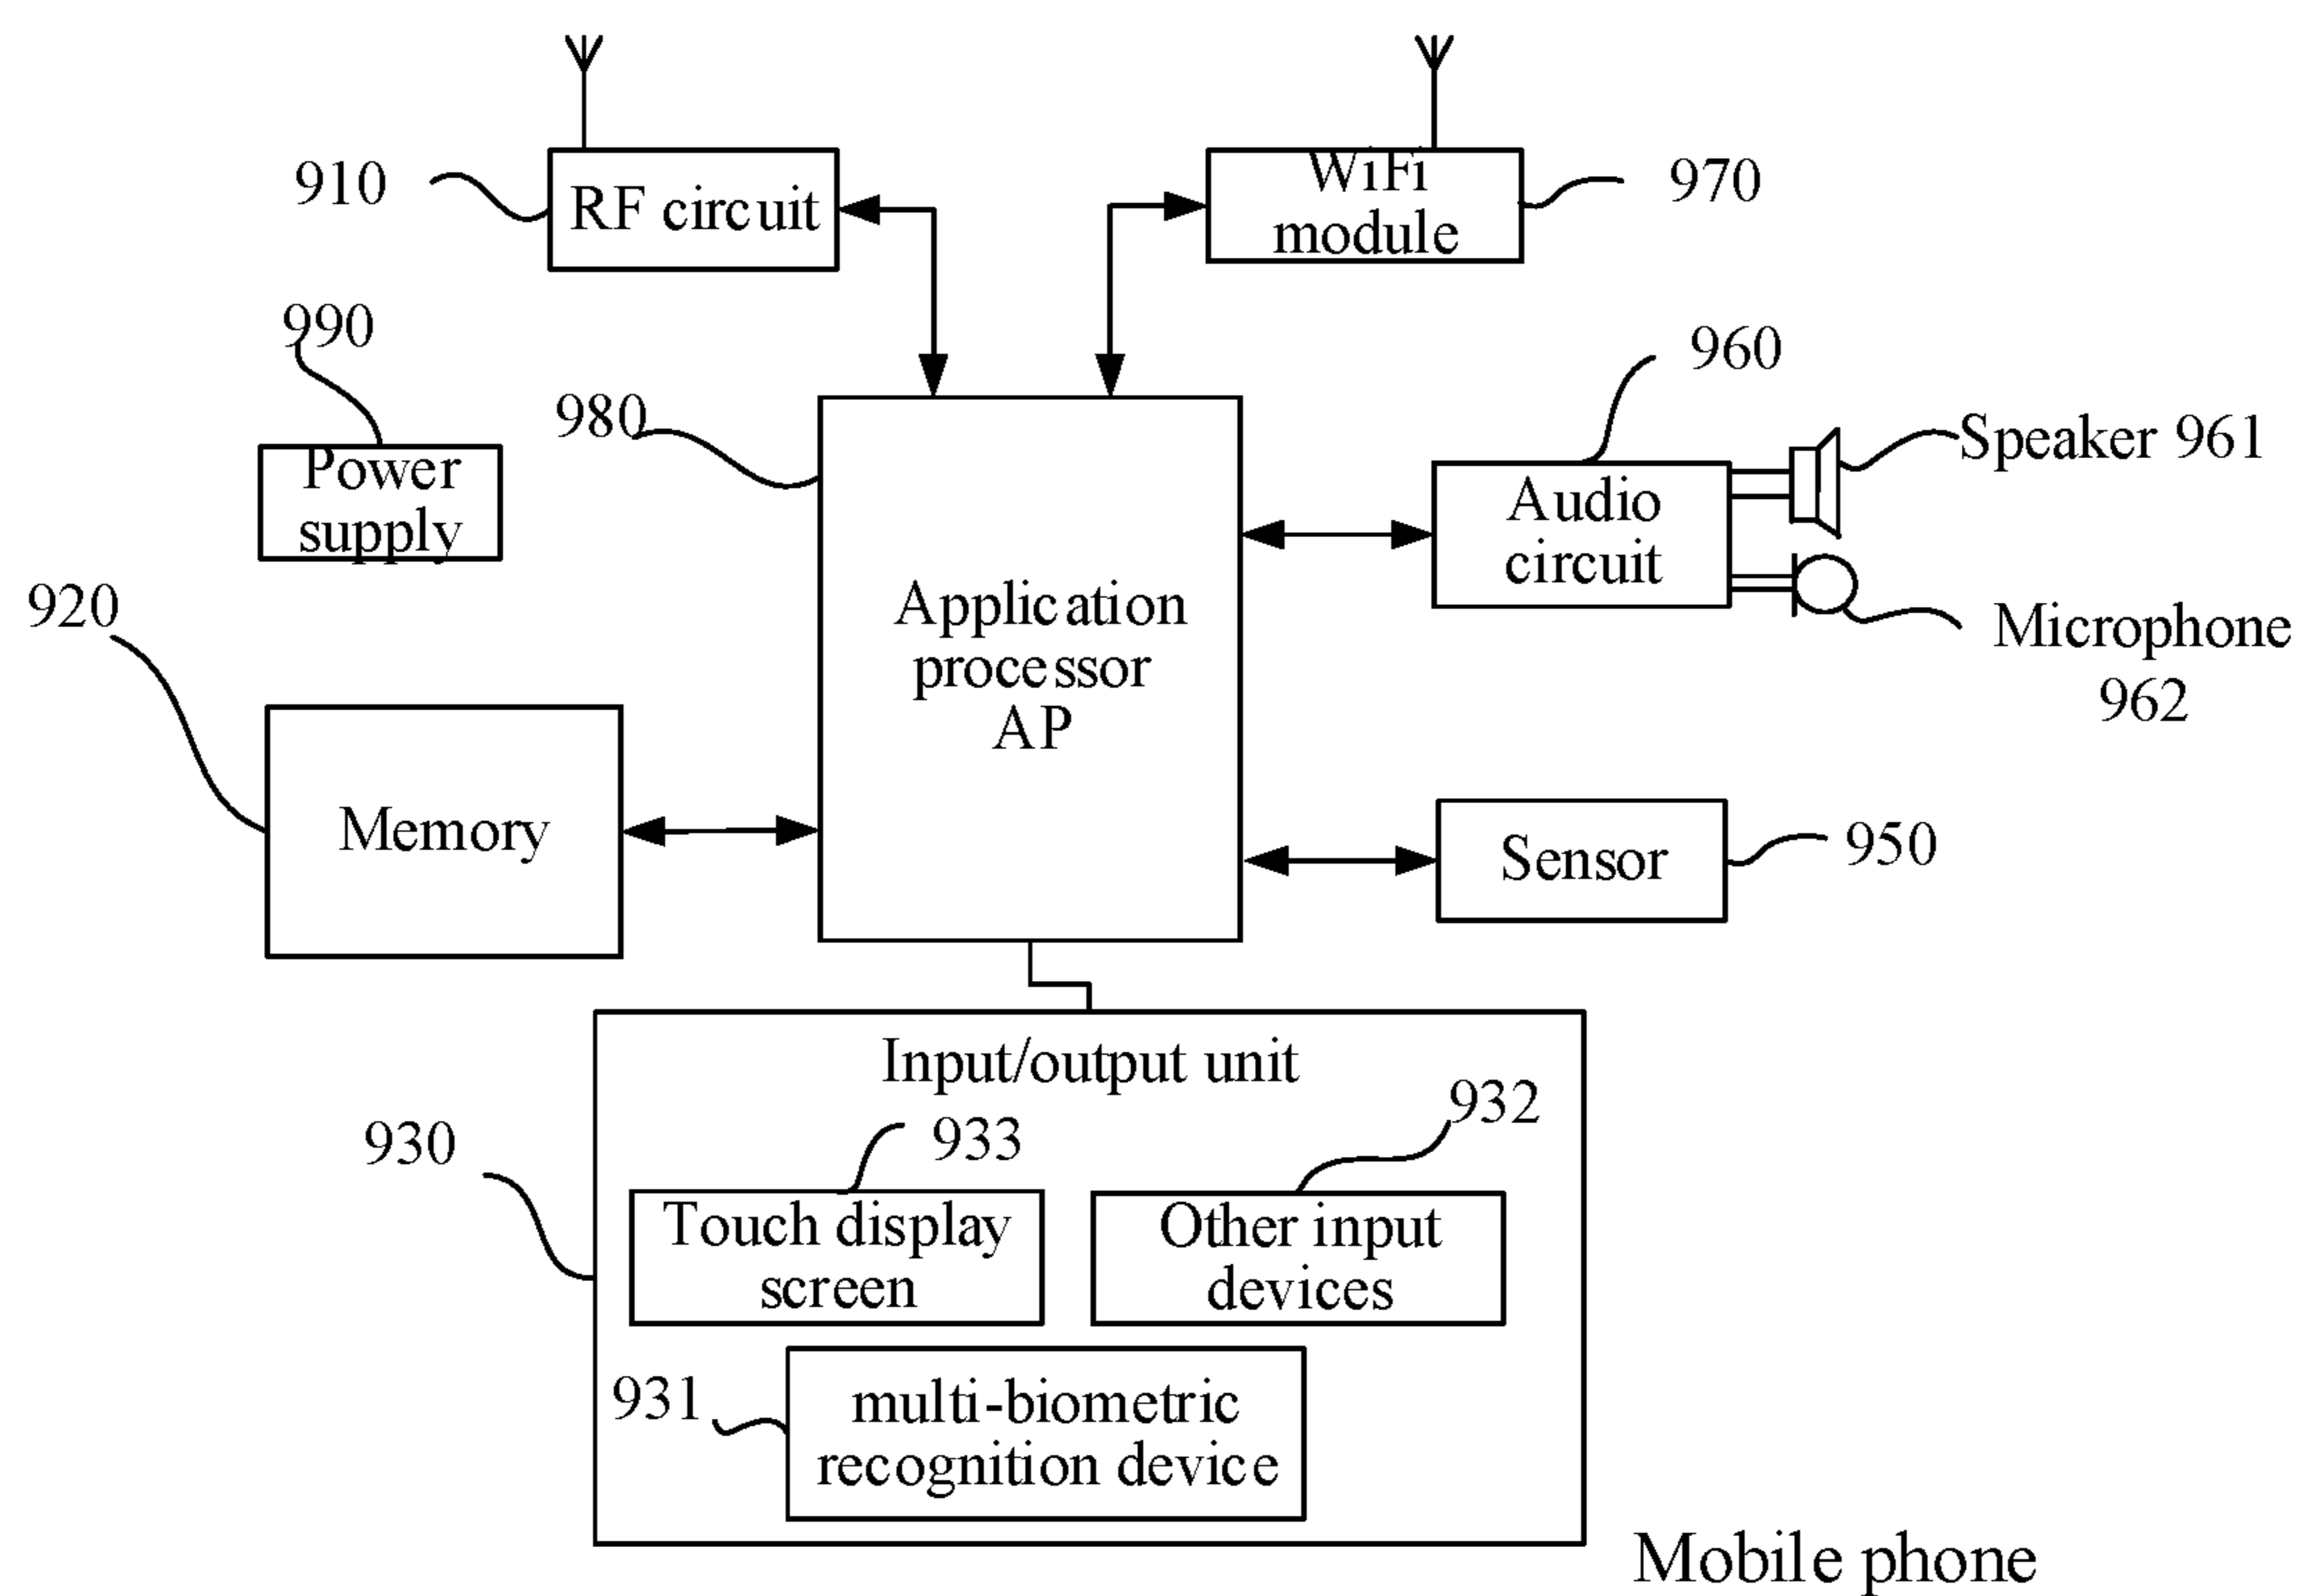 910
RF circuit
WiFi
module
970
990
Power
supply
980
960
Audio
circuit
Speaker 961
Microphone
962
920
Memory
Application
processor
AP
Sensor
950
Input/output unit
930
933
932
Touch display
screen
Other input
devices
931
multi-biometric
recognition device
Mobile phone